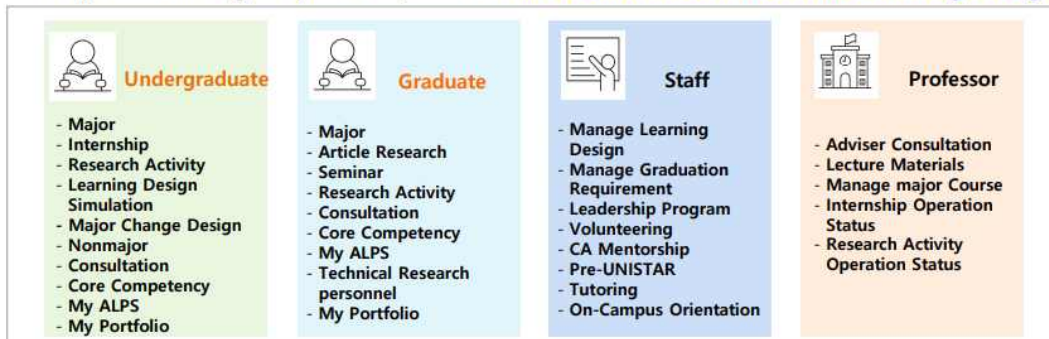 Undergraduate
- Major
- Internship
- Research Activity
- Learning Design
Simulation
- Major Change Design
- Nonmajor
- Consultation
- Core Competency
- My ALPS
- My Portfolio
Graduate
- Major
- Article Research
- Seminar
- Research Activity
- Consultation
- Core Competency
- My ALPS
- Technical Research
personnel
- My Portfolio
Staff
- Manage Learning
Design
- Manage Graduation
Requirement
- Leadership Program
- Volunteering
- CA Mentorship
- Pre-UNISTAR
- Tutoring
- On-Campus Orientation
Professor
- Adviser Consultation
- Lecture Materials
- Manage major Course
- Internship Operation
Status
- Research Activity
Operation Status